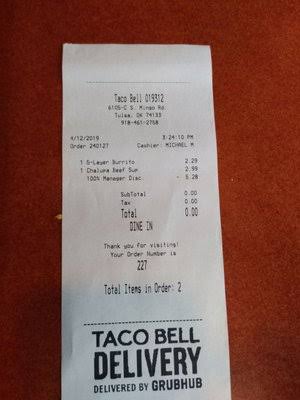 Taco Bell 019312
6105-C S. Mingo Rd.
Tulsa, OK 74133
918-461-2758
4/12/2019 3:24:10 PM
Order 240127 Cashier: MICHAEL M
1 5-Layer Burrito 2.29
1 Chalupa Beef Sup 2.99
100% Manager Disc. - 5.28
SubTotal 0.00
Tax 0.00
Total 0.00
DINE IN
Thank you for visiting!
Your Order Number is
227
Total Items in Order: 2
TACO BELL
DELIVERY
DELIVERED BY GRUBHUB